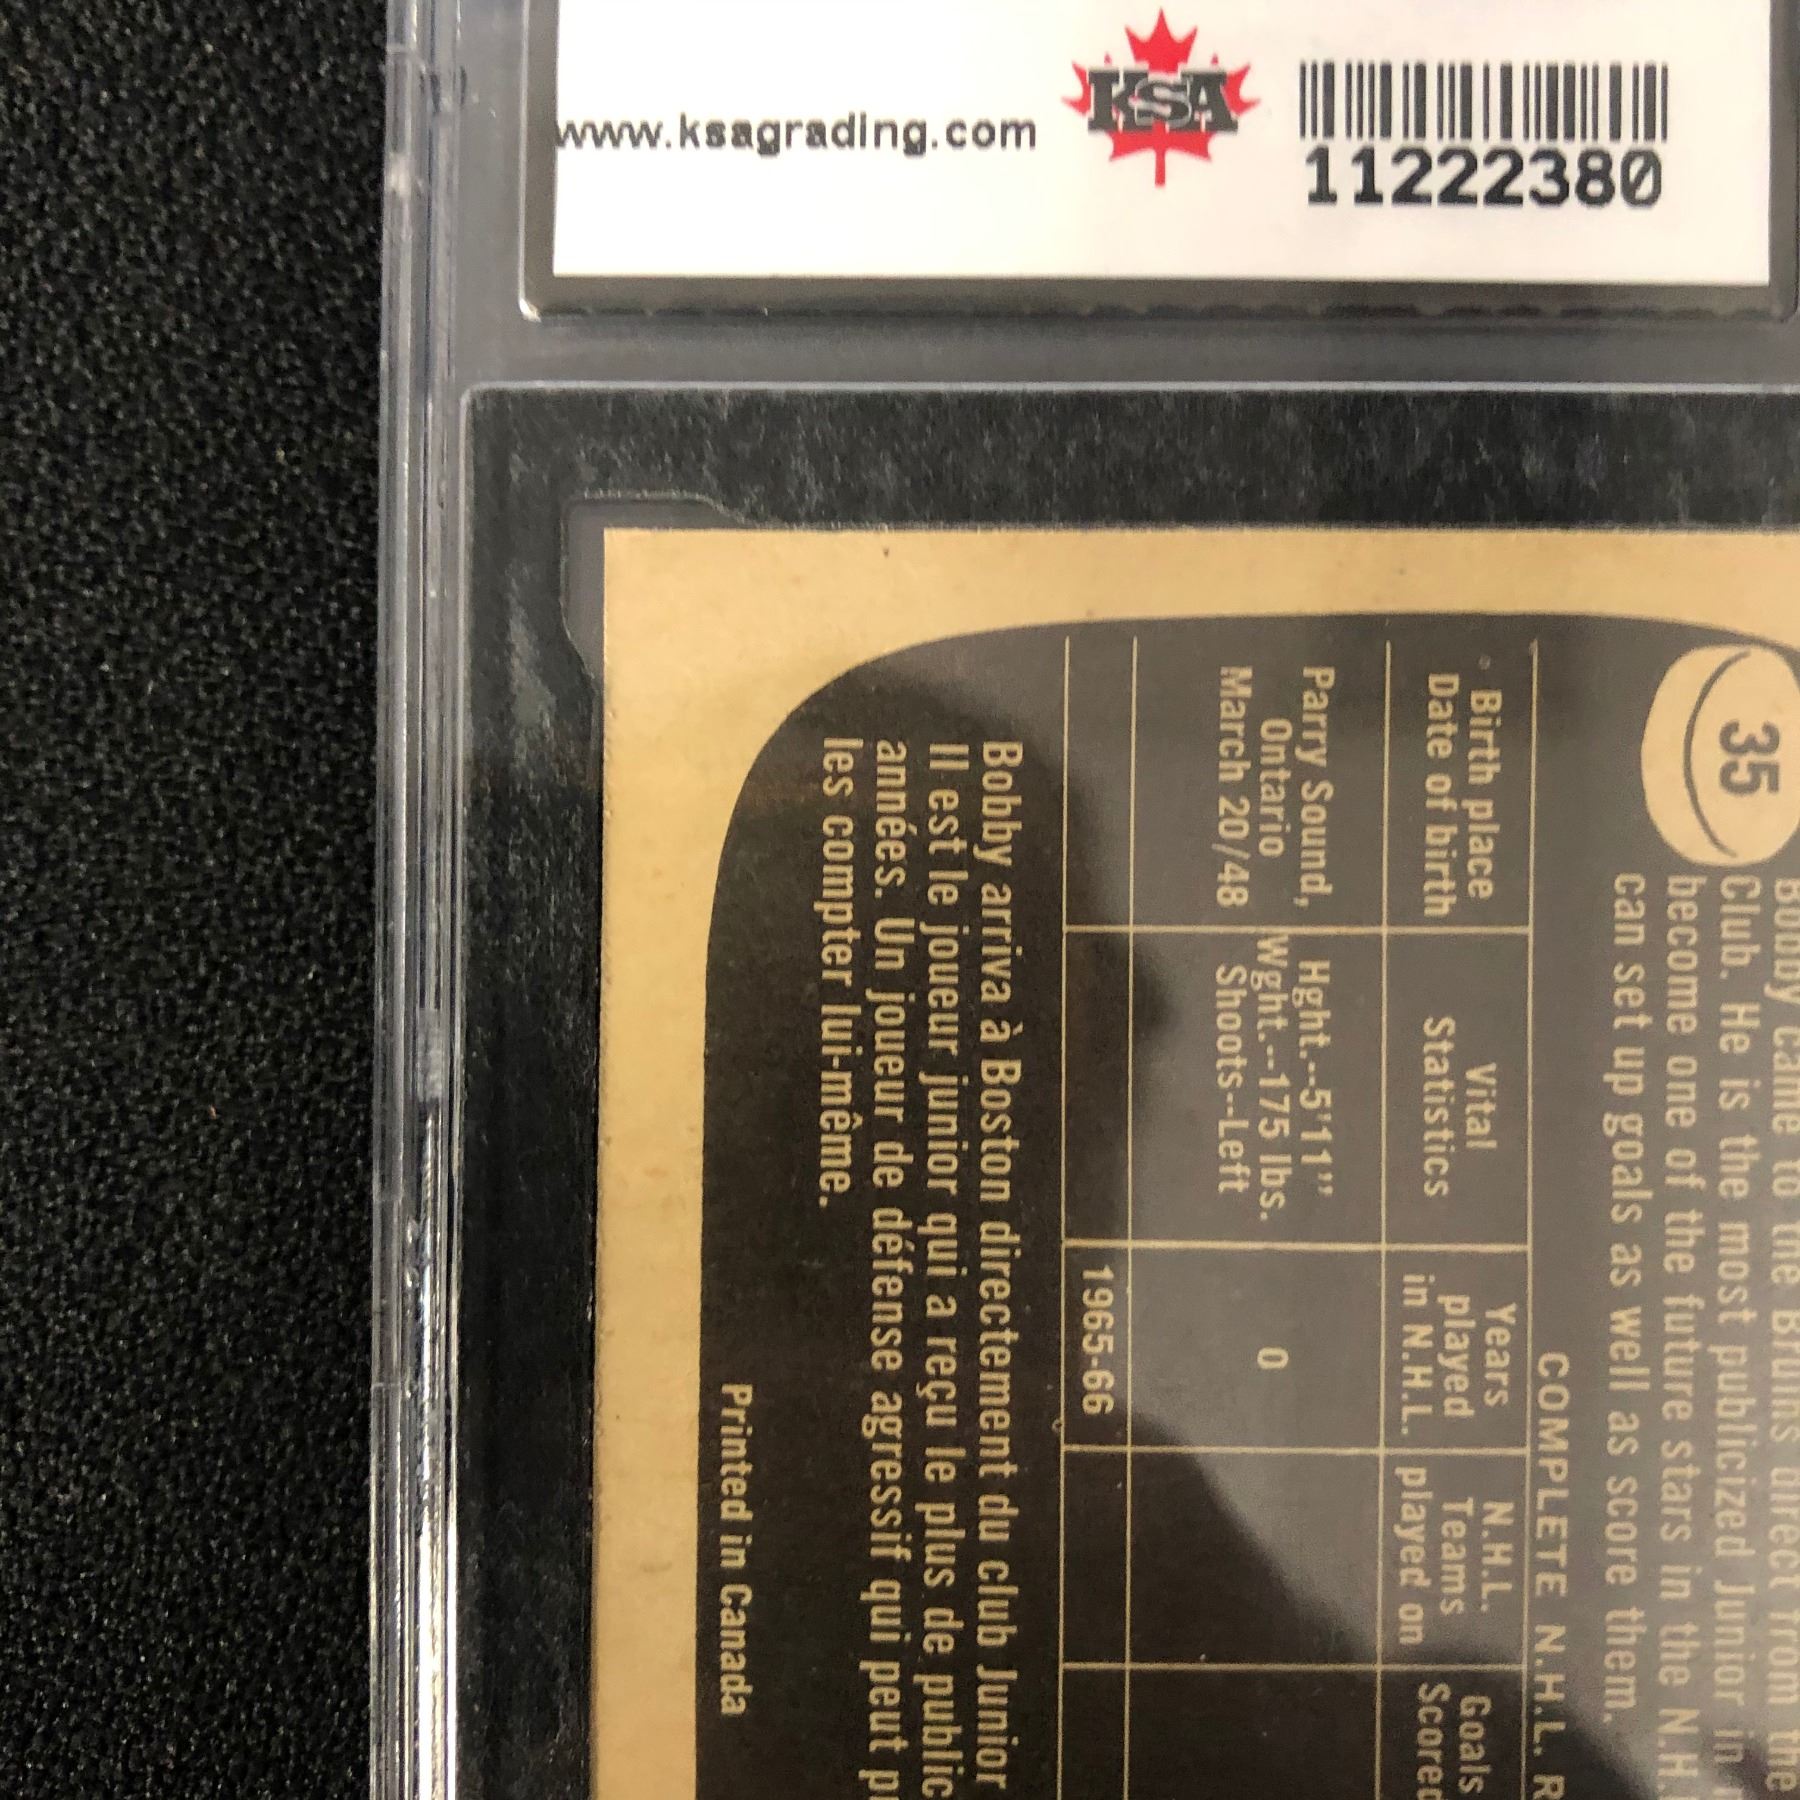 www.ksagrading.com
KSA
11222380
35
Club. He is the most publicized Junior in
become one of the future stars in the N.H.
can set up goals as well as score them.
COMPLETE N.H.L. R
Birth place
Date of birth
Vital
Statistics
Years
played
in N.H.L.
N.H.L.
Teams
played on
Goals
Scored
Parry Sound,
Ontario
March 20/48
Hght.--5'11''
Wght.--175 lbs.
Shoots--Left
0
1965-66
Bobby arriva à Boston directement du club Junior
Il est le joueur junior qui a reçu le plus de public
années. Un joueur de défense agressif qui peut
les compter lui-même.
Printed in Canada